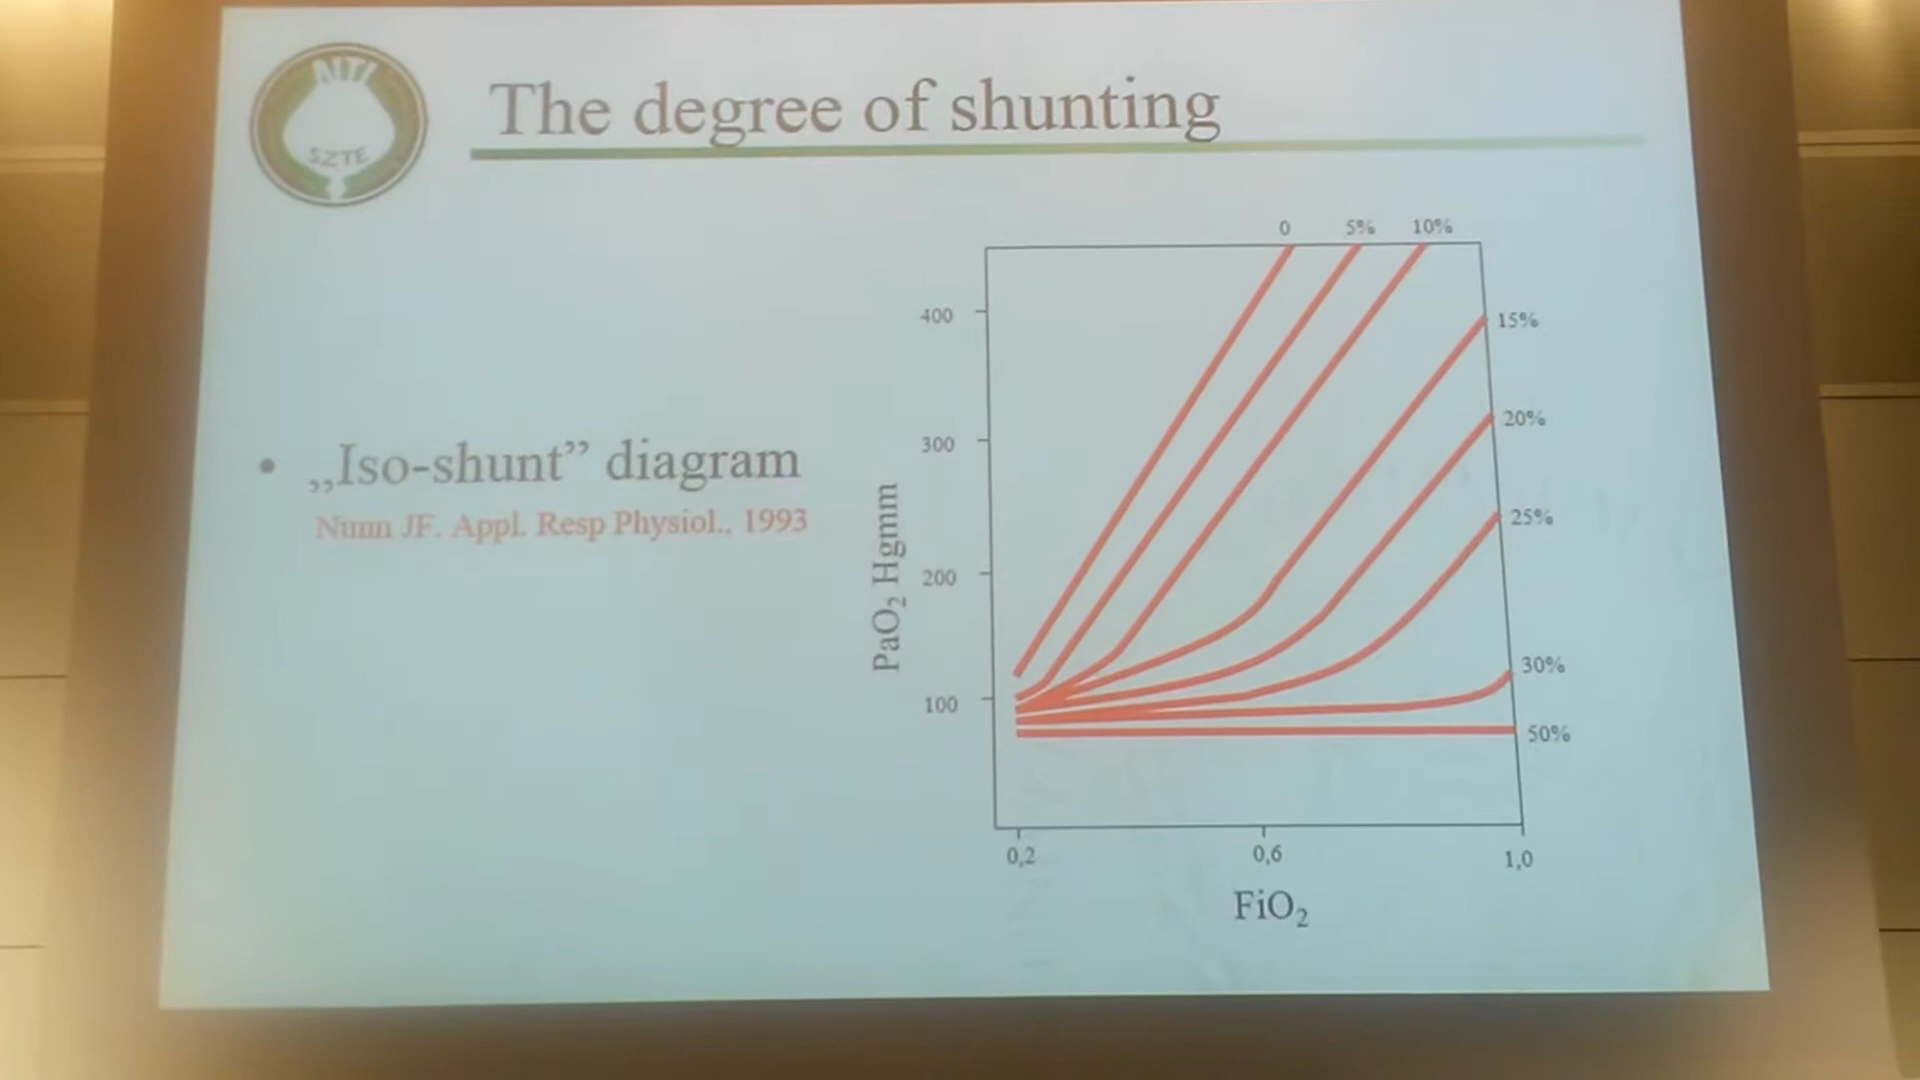 AITI
SZTE
The degree of shunting
• „Iso-shunt” diagram
Nunn JF. Appl. Resp Physiol., 1993
0 5% 10%
400
300
200
100
PaO₂ Hgmm
15%
20%
25%
30%
50%
0,2 0,6 1,0
FiO₂